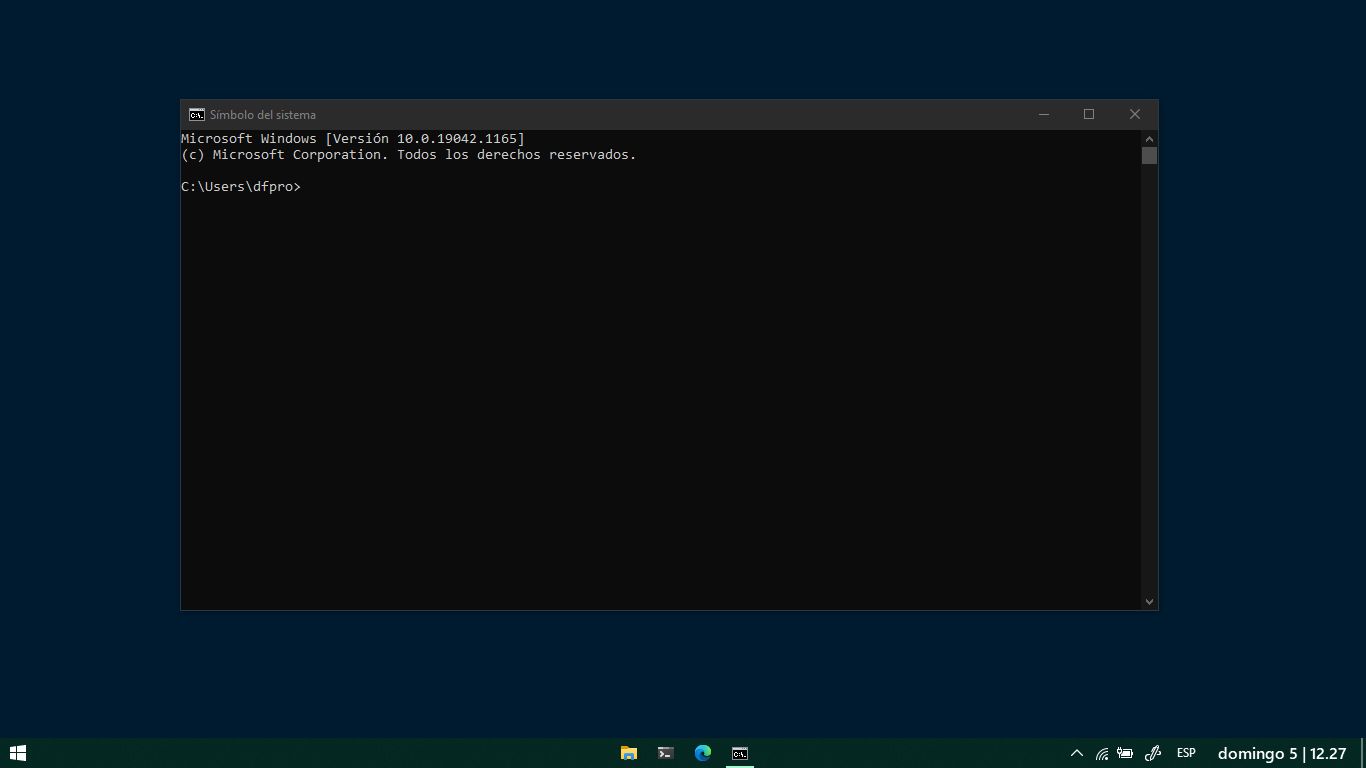 Símbolo del sistema
Microsoft Windows [Versión 10.0.19042.1165]
(c) Microsoft Corporation. Todos los derechos reservados.
C:\Users\dfpro>
ESP
domingo 5 | 12.27